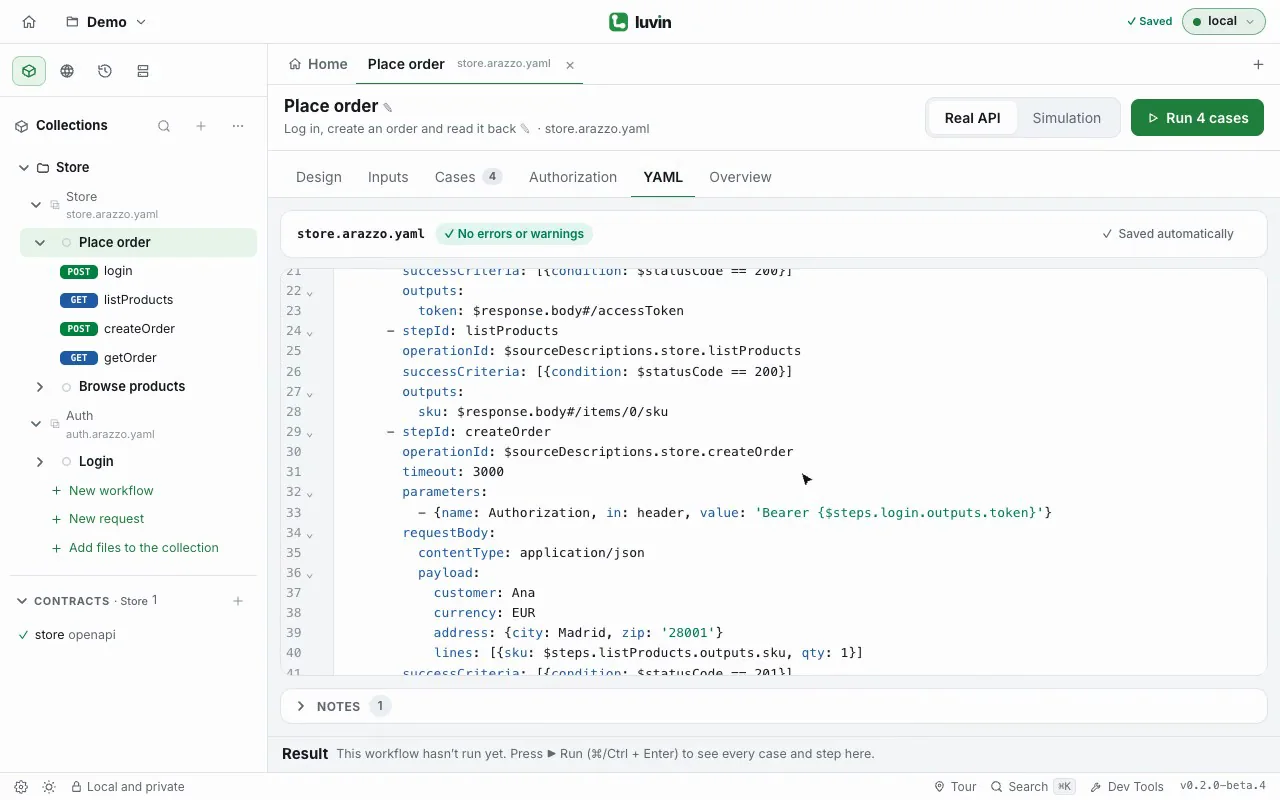 Demo
luvin
Saved
local
Home
Place order store.arazzo.yaml
Collections
Place order
Log in, create an order and read it back · store.arazzo.yaml
Real API
Simulation
Run 4 cases
Store
Store
store.arazzo.yaml
Place order
POST login
GET listProducts
POST createOrder
GET getOrder
Browse products
Auth
auth.arazzo.yaml
Login
+ New workflow
+ New request
+ Add files to the collection
CONTRACTS · Store 1
store openapi
Design
Inputs
Cases 4
Authorization
YAML
Overview
store.arazzo.yaml
No errors or warnings
Saved automatically
21 successCriteria: [{condition: $statusCode == 200}]
22 outputs:
23 token: $response.body#/accessToken
24 - stepId: listProducts
25 operationId: $sourceDescriptions.store.listProducts
26 successCriteria: [{condition: $statusCode == 200}]
27 outputs:
28 sku: $response.body#/items/0/sku
29 - stepId: createOrder
30 operationId: $sourceDescriptions.store.createOrder
31 timeout: 3000
32 parameters:
33 - {name: Authorization, in: header, value: 'Bearer {$steps.login.outputs.token}'}
34 requestBody:
35 contentType: application/json
36 payload:
37 customer: Ana
38 currency: EUR
39 address: {city: Madrid, zip: '28001'}
40 lines: [{sku: $steps.listProducts.outputs.sku, qty: 1}]
41 successCriteria: [{condition: $statusCode == 201}]
NOTES 1
Result This workflow hasn't run yet. Press ▶ Run (⌘/Ctrl + Enter) to see every case and step here.
Local and private
Tour
Search ⌘K
Dev Tools
v0.2.0-beta.4